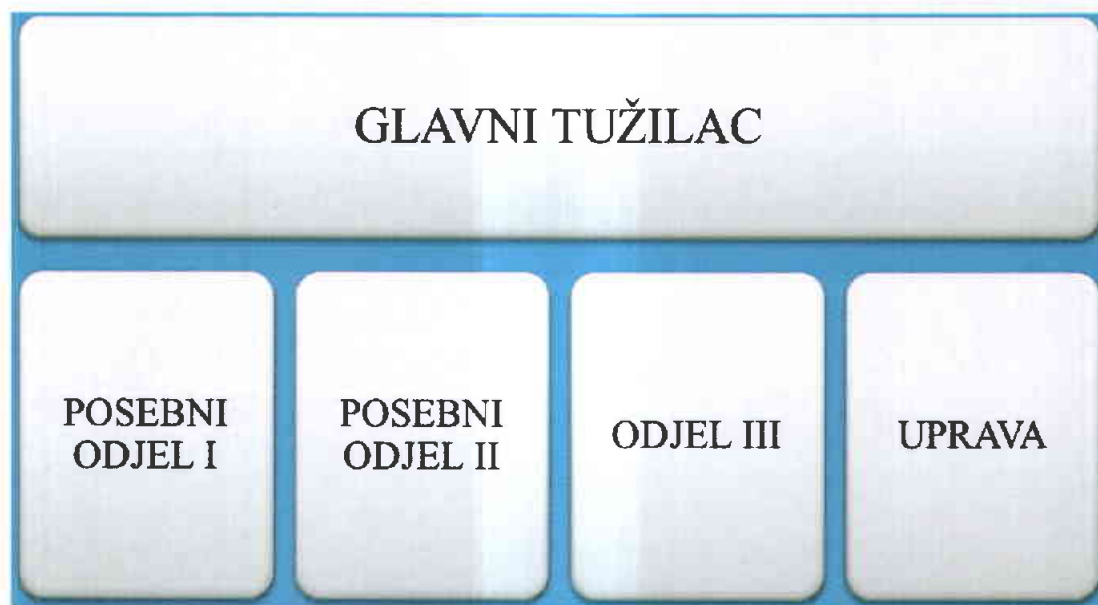 GLAVNI TUŽILAC
POSEBNI
ODJEL I
POSEBNI
ODJEL II
ODJEL III
UPRAVA